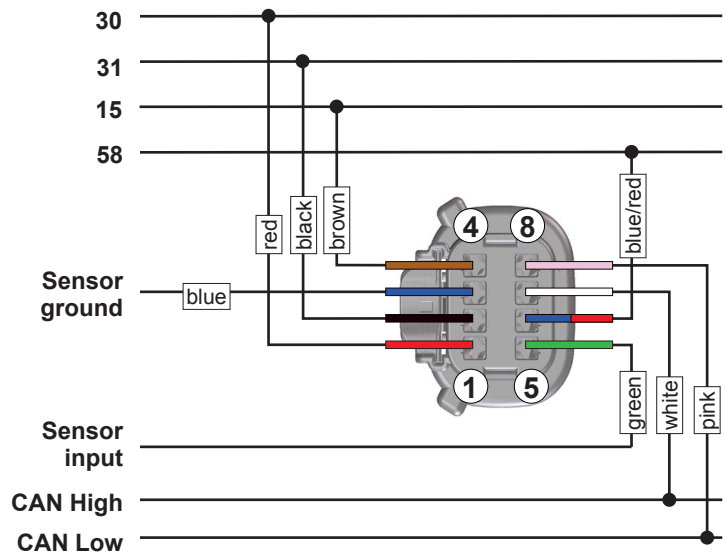 30
31
15
58
red
black
brown
blue/red
4
8
Sensor
ground
blue
1
5
green
white
pink
Sensor
input
CAN High
CAN Low